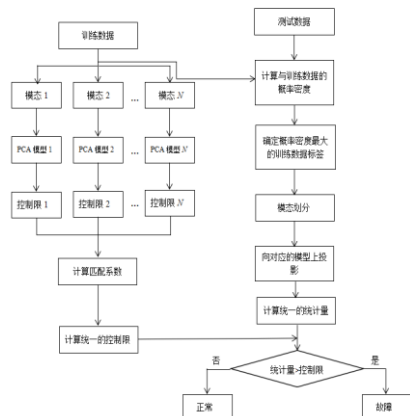 训练数据
测试数据
模态 1
模态 2
...
模态 N
计算与训练数据的
概率密度
PCA 模型 1
PCA 模型 2
...
PCA 模型 N
确定概率密度最大
的训练数据标签
控制限 1
控制限 2
...
控制限 N
模态划分
计算匹配系数
向对应的模型上投
影
计算统一的统计量
计算统一的控制限
否
统计量>控制限
是
正常
故障